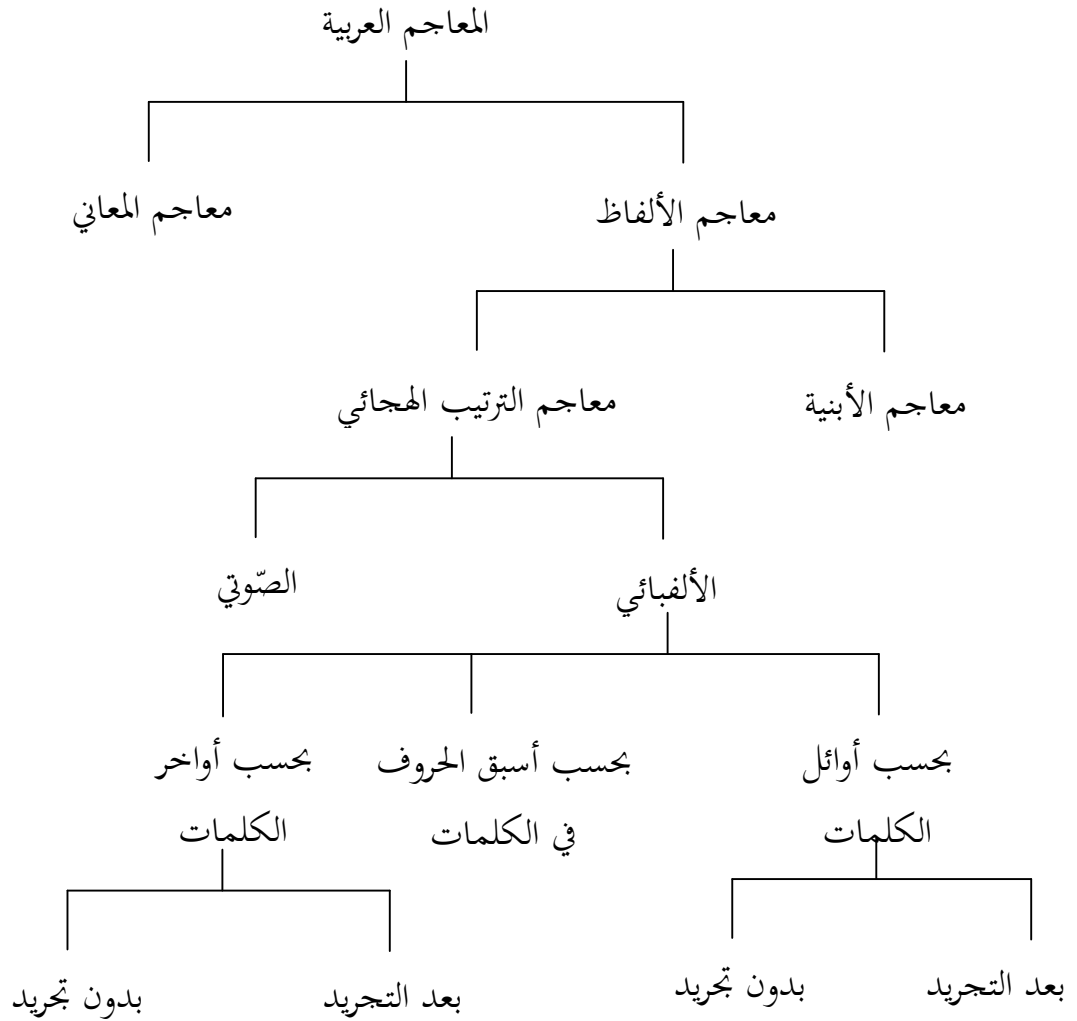 المعاجم العربية
معاجم الألفاظ
معاجم المعاني
معاجم الأبنية
معاجم الترتيب الهجائي
الألفبائي
الصّوتي
بحسب أوائل
الكلمات
بحسب أسبق الحروف
في الكلمات
بحسب أواخر
الكلمات
بعد التجريد
بدون تجريد
بعد التجريد
بدون تجريد